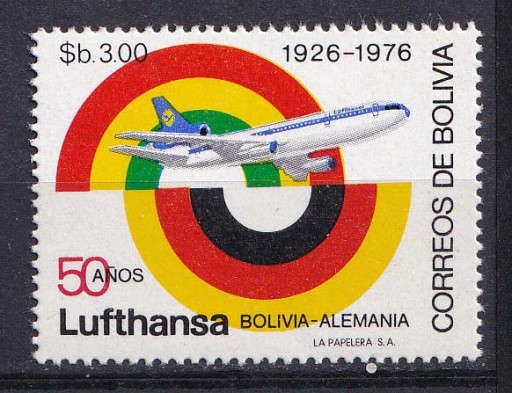 $b.3.00
1926-1976
CORREOS DE BOLIVIA
Lufthansa
50 AÑOS
Lufthansa
BOLIVIA-ALEMANIA
LA PAPELERA S.A.